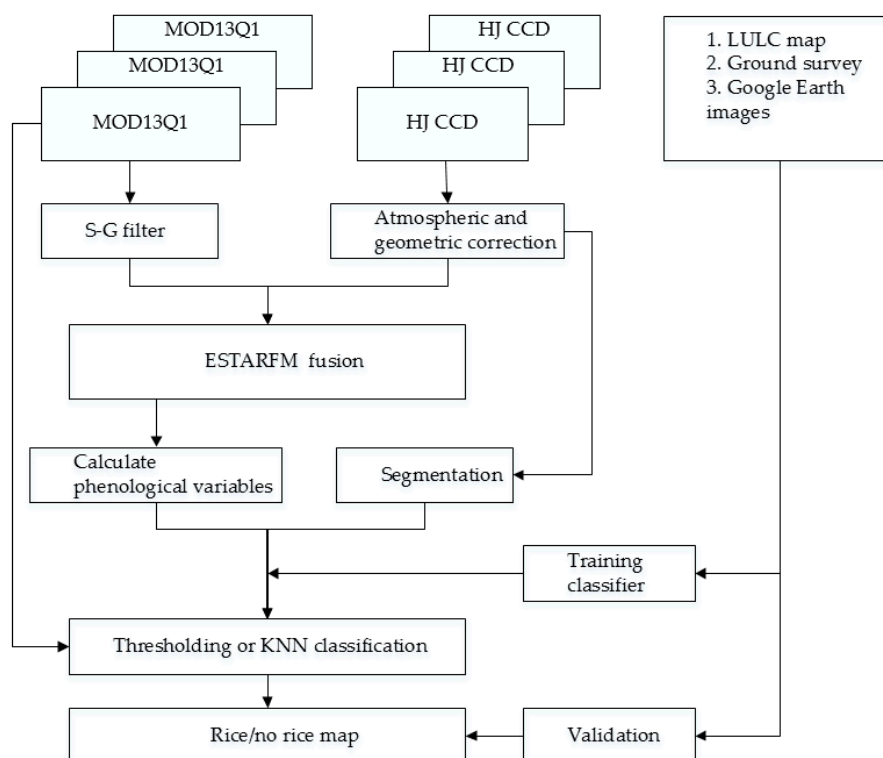 MOD13Q1
MOD13Q1
MOD13Q1
HJ CCD
HJ CCD
HJ CCD
1. LULC map
2. Ground survey
3. Google Earth
images
S-G filter
Atmospheric and
geometric correction
ESTARFM fusion
Calculate
phenological variables
Segmentation
Training
classifier
Thresholding or KNN classification
Rice/no rice map
Validation